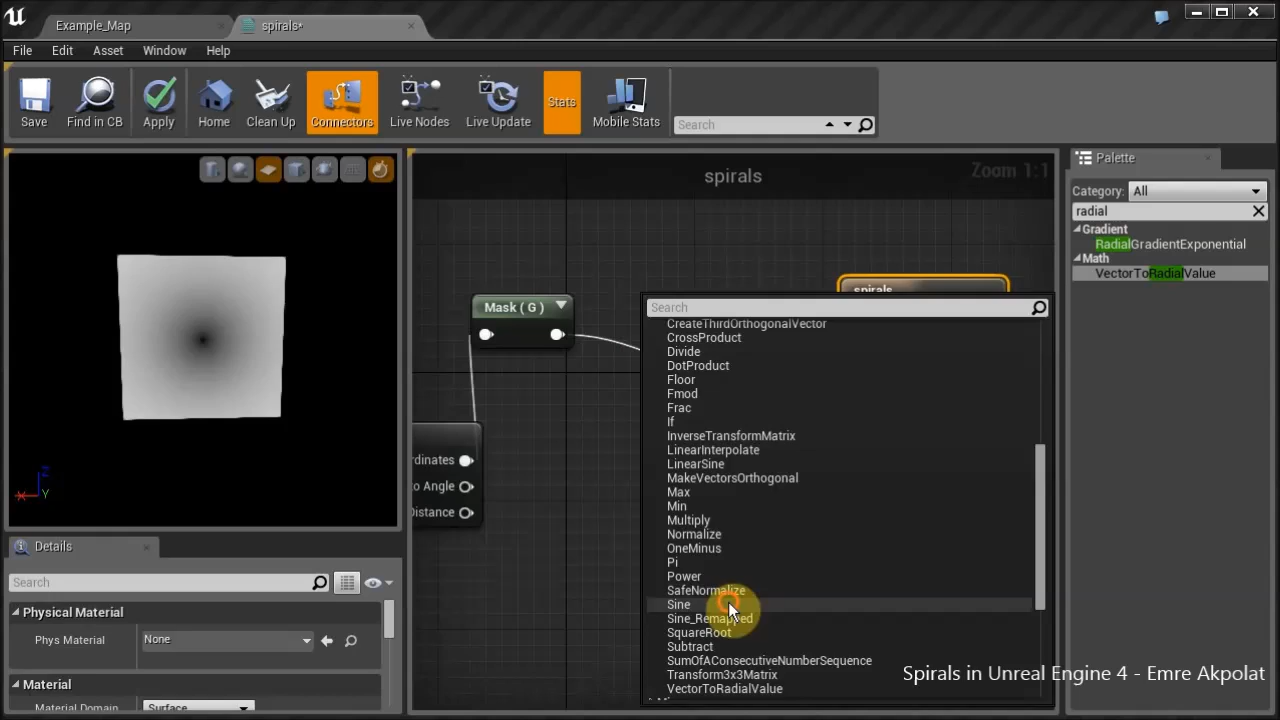 Example_Map
spirals*
File Edit Asset Window Help
Save
Find in CB
Apply
Home
Clean Up
Connectors
Live Nodes
Live Update
Stats
Mobile Stats
Search
spirals
Zoom 1:1
Mask ( G )
spirals
rdinates
o Angle
Distance
Search
CreateThirdOrthogonalVector
CrossProduct
Divide
DotProduct
Floor
Fmod
Frac
If
InverseTransformMatrix
LinearInterpolate
LinearSine
MakeVectorsOrthogonal
Max
Min
Multiply
Normalize
OneMinus
Pi
Power
SafeNormalize
Sine
Sine_Remapped
SquareRoot
Subtract
SumOfAConsecutiveNumberSequence
Transform3x3Matrix
VectorToRadialValue
Palette
Category: All
radial
Gradient
RadialGradientExponential
Math
VectorToRadialValue
Z
X
Y
Details
Search
Physical Material
Phys Material None
Material
Material Domain Surface
Spirals in Unreal Engine 4 - Emre Akpolat